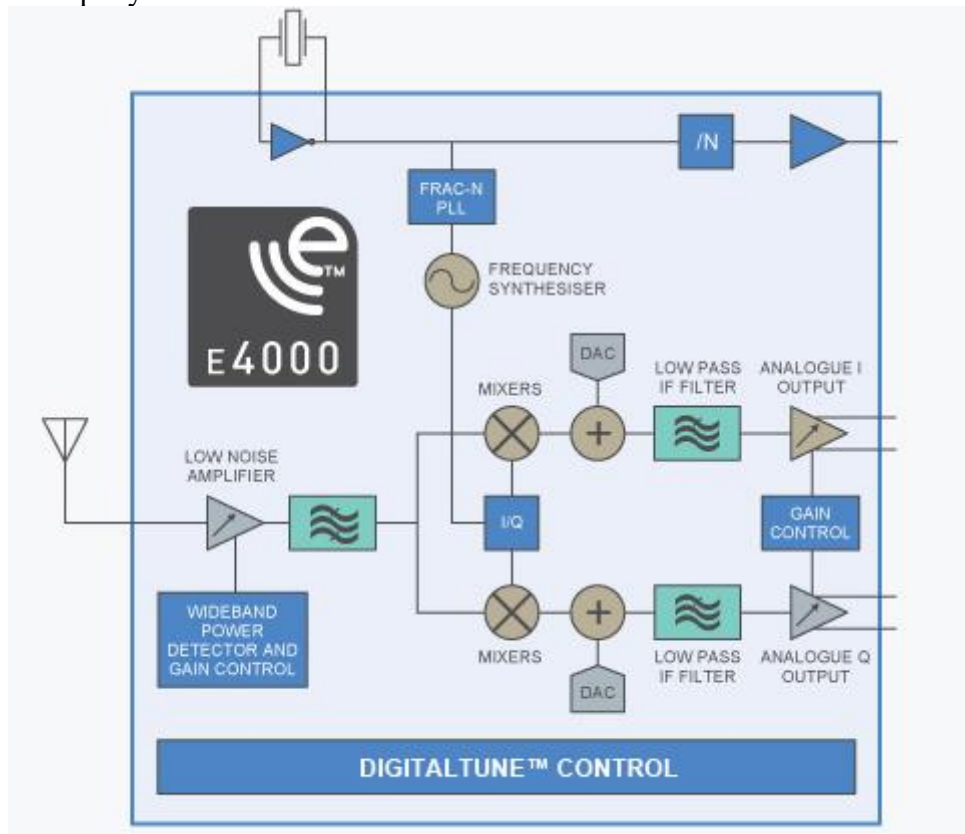 /N
FRAC-N
PLL
e
TM
E4000
FREQUENCY
SYNTHESISER
DAC
MIXERS
LOW PASS
IF FILTER
ANALOGUE I
OUTPUT
LOW NOISE
AMPLIFIER
I/Q
GAIN
CONTROL
WIDEBAND
POWER
DETECTOR AND
GAIN CONTROL
MIXERS
LOW PASS
IF FILTER
ANALOGUE Q
OUTPUT
DAC
DIGITALTUNE™ CONTROL